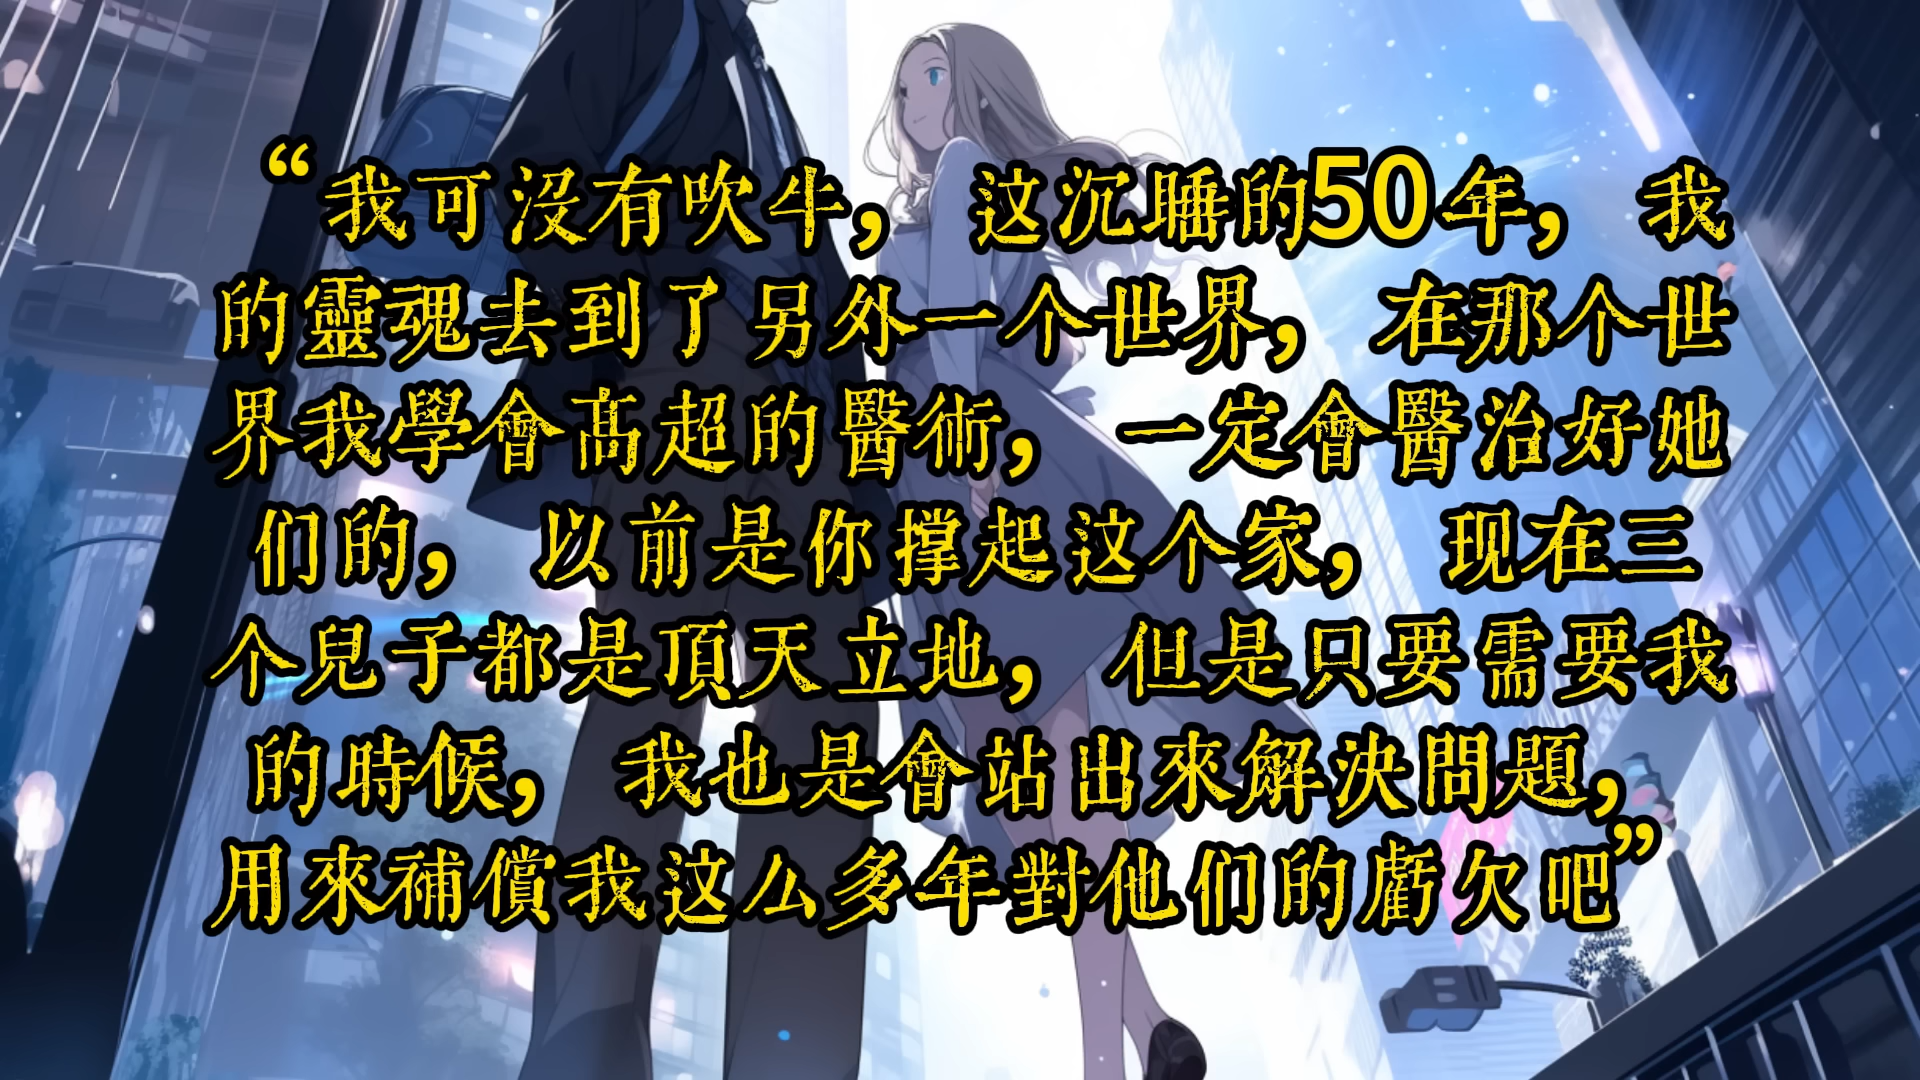 “我可沒有吹牛，这沉睡的50年，我
的靈魂去到了另外一个世界，在那个世
界我學會高超的醫術，一定會醫治好她
们的，以前是你撑起这个家，现在三
个兒子都是頂天立地，但是只要需要我
的時候，我也是會站出來解決問題，
用來補償我这么多年對他们的虧欠吧”